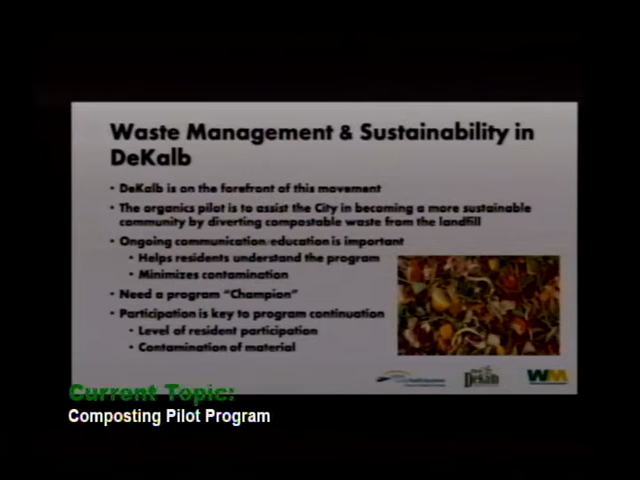 Waste Management & Sustainability in
DeKalb
• DeKalb is on the forefront of this movement
• The organics pilot is to assist the City in becoming a more sustainable
community by diverting compostable waste from the landfill
• Ongoing communication/education is important
• Helps residents understand the program
• Minimizes contamination
• Need a program "Champion"
• Participation is key to program continuation
• Level of resident participation
• Contamination of material
DeKalb
WM
Current Topic:
Composting Pilot Program